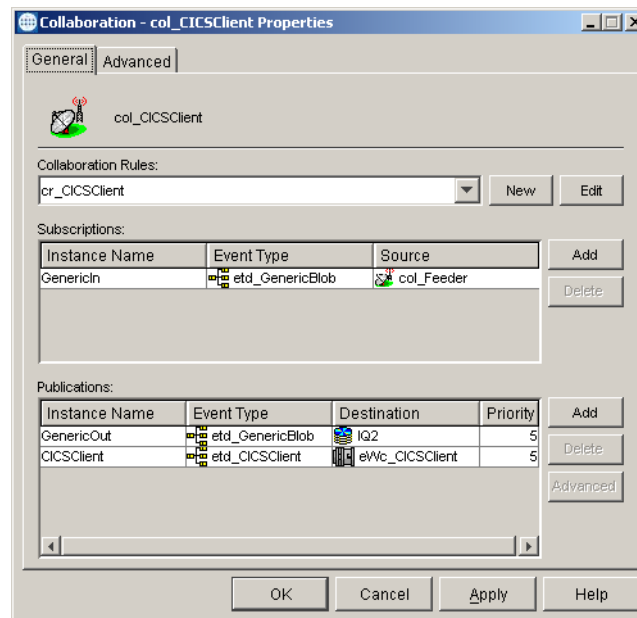 Collaboration - col_CICSClient Properties
General Advanced
col_CICSClient
Collaboration Rules:
cr_CICSClient New Edit
Subscriptions:
Instance Name Event Type Source Add
GenericIn etd_GenericBlob col_Feeder
Delete
Publications:
Instance Name Event Type Destination Priority Add
GenericOut etd_GenericBlob IQ2 5
Delete
CICSClient etd_CICSClient eWc_CICSClient 5
Advanced
OK Cancel Apply Help